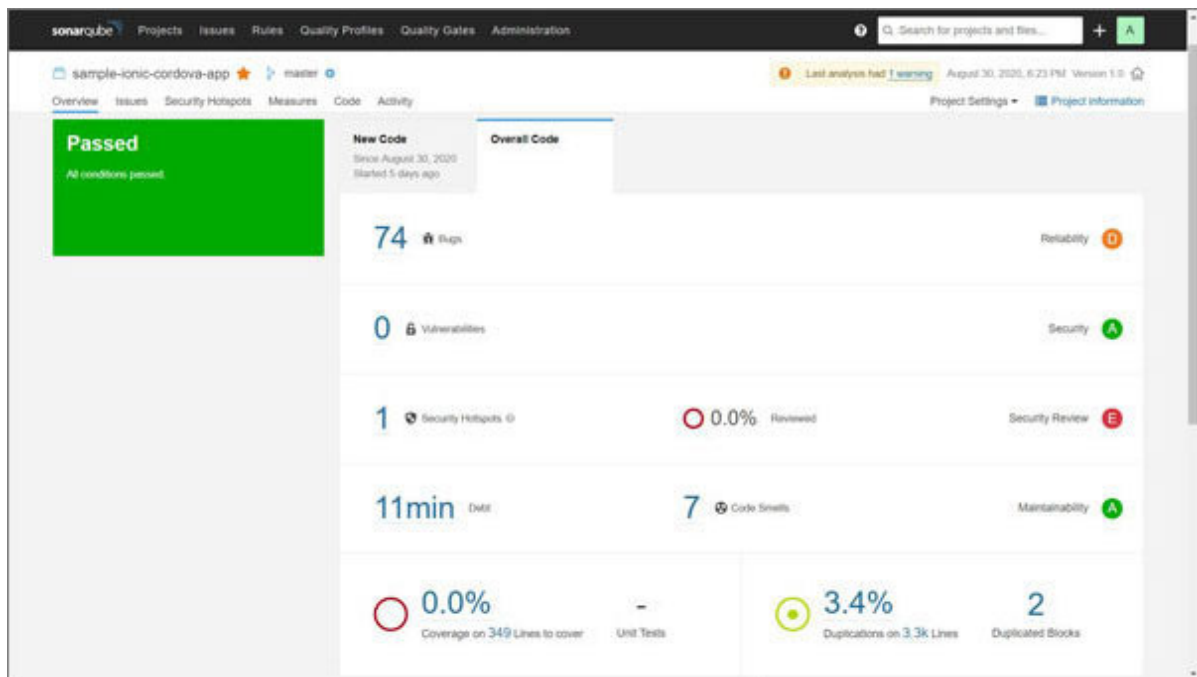 sonarqube Projects Issues Rules Quality Profiles Quality Gates Administration ? Search for projects and files... + A
sample-ionic-cordova-app master Last analysis had 1 warning August 30, 2020, 6:23 PM Version 1.0
Overview Issues Security Hotspots Measures Code Activity Project Settings Project Information
Passed
All conditions passed.
New Code
Since August 30, 2020
Started 5 days ago
Overall Code
74 Bugs Reliability D
0 Vulnerabilities Security A
1 Security Hotspots 0.0% Reviewed Security Review E
11min Debt 7 Code Smells Maintainability A
0.0% - 3.4% 2
Coverage on 349 Lines to cover Unit Tests Duplications on 3.3k Lines Duplicated Blocks